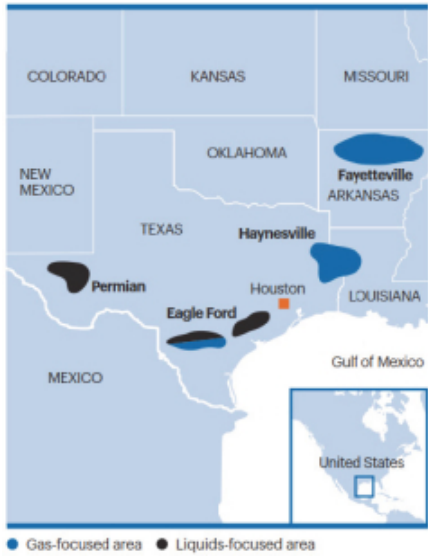 COLORADO
KANSAS
MISSOURI
OKLAHOMA
Fayetteville
NEW
MEXICO
ARKANSAS
TEXAS
Haynesville
Permian
Houston
LOUISIANA
Eagle Ford
Gulf of Mexico
MEXICO
United States
Gas-focused area
Liquids-focused area